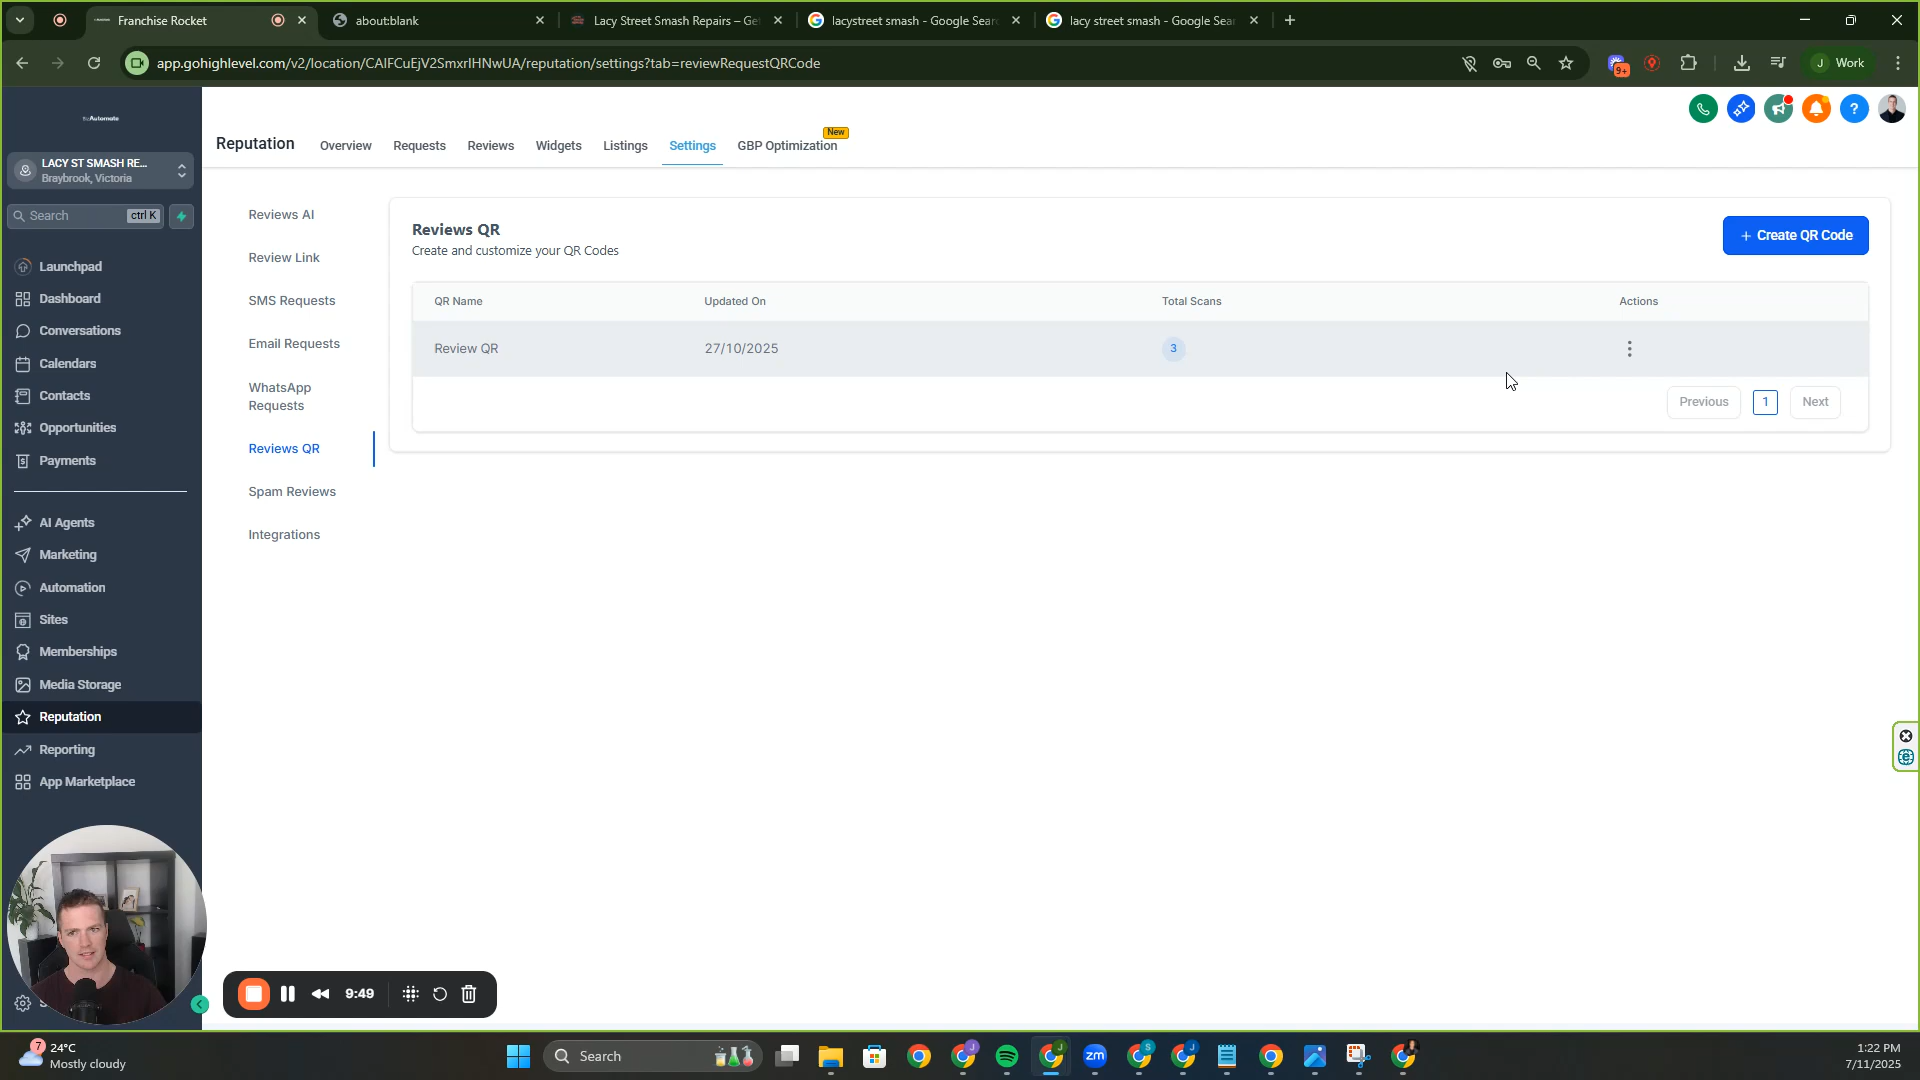 Franchise Rocket
about:blank
Lacy Street Smash Repairs – Ge
lacystreet smash - Google Sear
lacy street smash - Google Sea
app.gohighlevel.com/v2/location/CAIFCuEjV2SmxrIHNwUA/reputation/settings?tab=reviewRequestQRCode
9+
J
Work
Automate
LACY ST SMASH RE...
Braybrook, Victoria
Search
ctrl K
Launchpad
Dashboard
Conversations
Calendars
Contacts
Opportunities
Payments
AI Agents
Marketing
Automation
Sites
Memberships
Media Storage
Reputation
Reporting
App Marketplace
Reputation
Overview
Requests
Reviews
Widgets
Listings
Settings
GBP Optimization
New
Reviews AI
Review Link
SMS Requests
Email Requests
WhatsApp
Requests
Reviews QR
Spam Reviews
Integrations
Reviews QR
Create and customize your QR Codes
+ Create QR Code
QR Name
Updated On
Total Scans
Actions
Review QR
27/10/2025
3
Previous
1
Next
9:49
7
24°C
Mostly cloudy
Search
J
J
zm
S
J
1:22 PM
7/11/2025